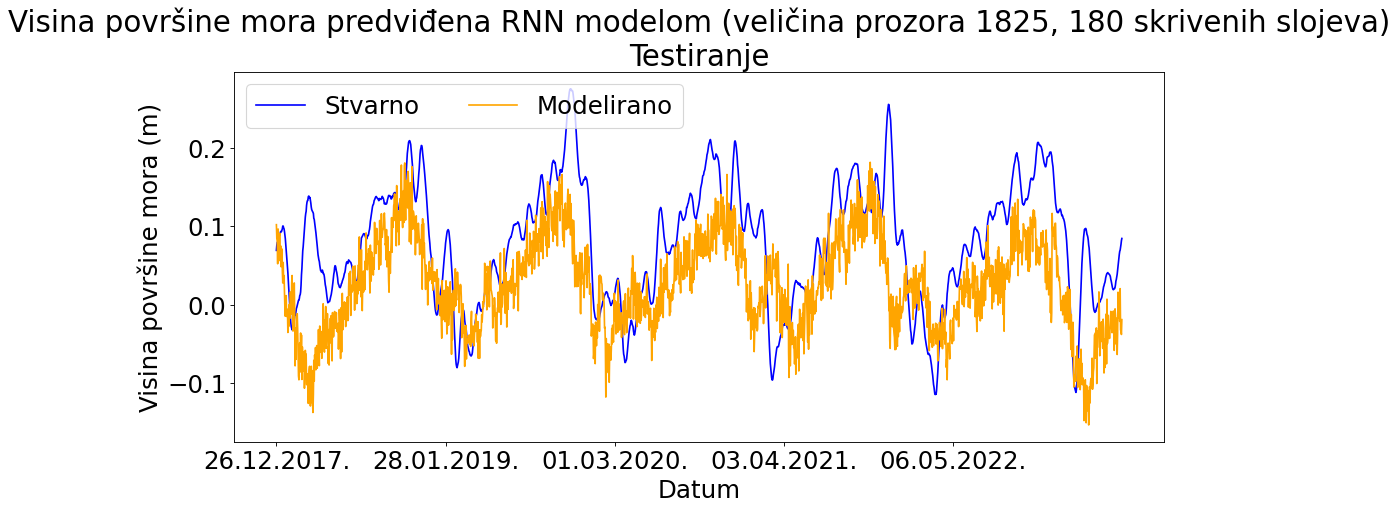 Visina površine mora predviđena RNN modelom (veličina prozora 1825, 180 skrivenih slojeva)
Testiranje
Stvarno Modelirano
Visina površine mora (m)
0.2
0.1
0.0
−0.1
26.12.2017. 28.01.2019. 01.03.2020. 03.04.2021. 06.05.2022.
Datum